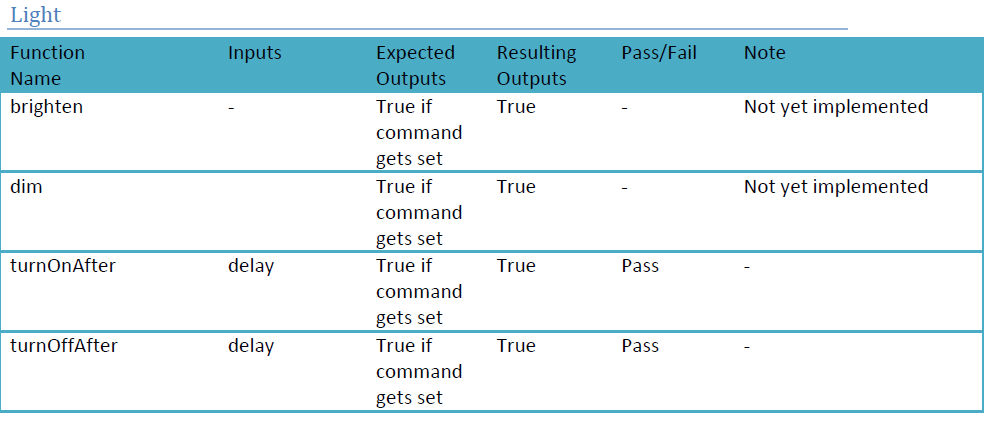 Light
Function Inputs Expected Resulting Pass/Fail Note
Name Outputs Outputs
brighten - True if True - Not yet implemented
command
gets set
dim True if True - Not yet implemented
command
gets set
turnOnAfter delay True if True Pass -
command
gets set
turnOffAfter delay True if True Pass -
command
gets set